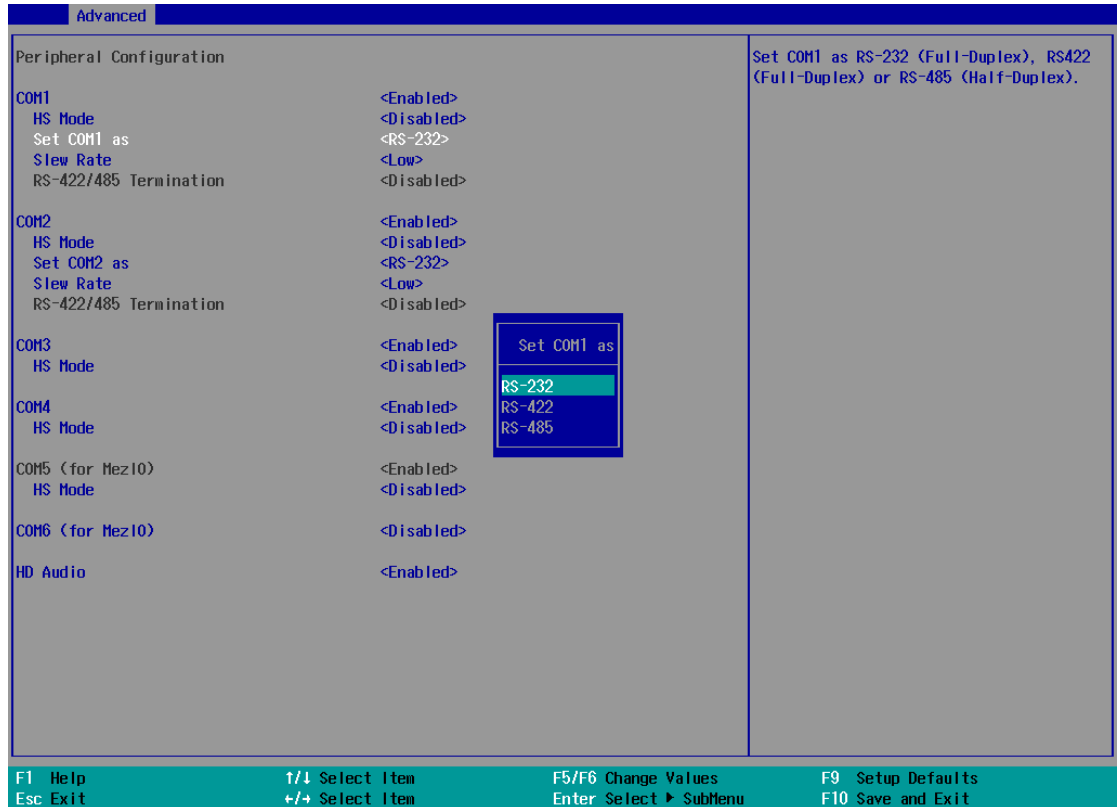 Advanced
Peripheral Configuration
Set COM1 as RS-232 (Full-Duplex), RS422
(Full-Duplex) or RS-485 (Half-Duplex).
COM1 <Enabled>
HS Mode <Disabled>
Set COM1 as <RS-232>
Slew Rate <Low>
RS-422/485 Termination <Disabled>
COM2 <Enabled>
HS Mode <Disabled>
Set COM2 as <RS-232>
Slew Rate <Low>
RS-422/485 Termination <Disabled>
COM3 <Enabled>
HS Mode <Disabled>
COM4 <Enabled>
HS Mode <Disabled>
COM5 (for MezIO) <Enabled>
HS Mode <Disabled>
COM6 (for MezIO) <Disabled>
HD Audio <Enabled>
Set COM1 as
RS-232
RS-422
RS-485
F1 Help ↑/↓ Select Item F5/F6 Change Values F9 Setup Defaults
Esc Exit ←/→ Select Item Enter Select ▶ SubMenu F10 Save and Exit